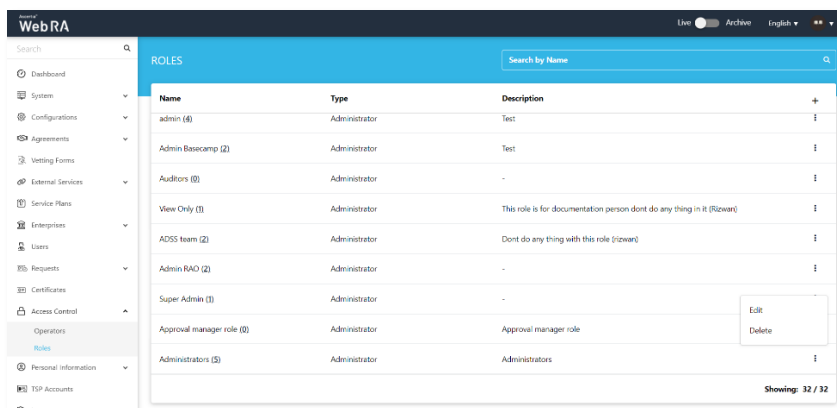 Ascertia
WebRA
Live Archive English
Search
ROLES
Search by Name
Dashboard
System
Configurations
Agreements
Vetting Forms
External Services
Service Plans
Enterprises
Users
Requests
Certificates
Access Control
Operators
Roles
Personal Information
TSP Accounts
Name Type Description +
admin (4) Administrator Test
Admin Basecamp (2) Administrator Test
Auditors (0) Administrator -
View Only (1) Administrator This role is for documentation person dont do any thing in it (Rizwan)
ADSS team (2) Administrator Dont do any thing with this role (rizwan)
Admin RAO (2) Administrator -
Super Admin (1) Administrator -
Approval manager role (0) Administrator Approval manager role
Administrators (5) Administrator Administrators
Edit
Delete
Showing: 32 / 32